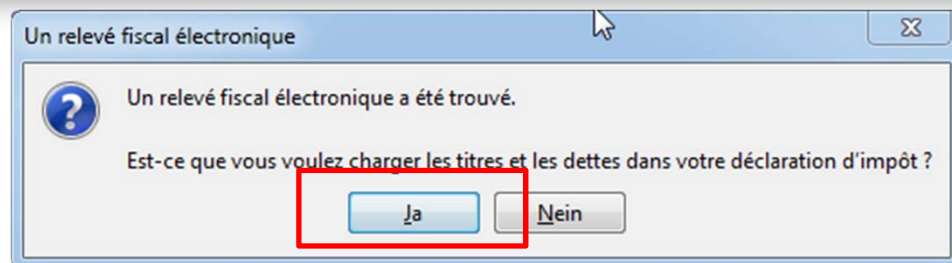 Un relevé fiscal électronique
Un relevé fiscal électronique a été trouvé.
Est-ce que vous voulez charger les titres et les dettes dans votre déclaration d'impôt ?
Ja Nein